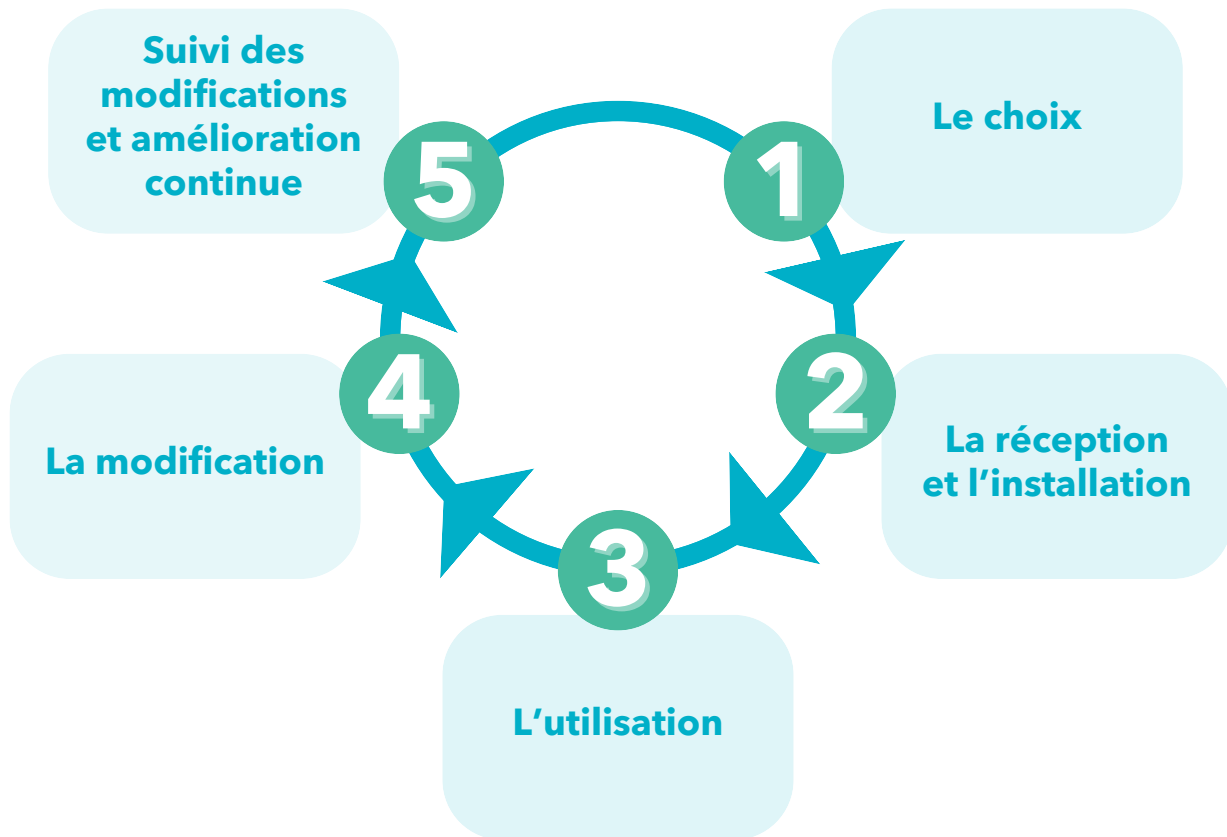 1
Le choix
2
La réception
et l’installation
3
L’utilisation
4
La modification
5
Suivi des
modifications
et amélioration
continue